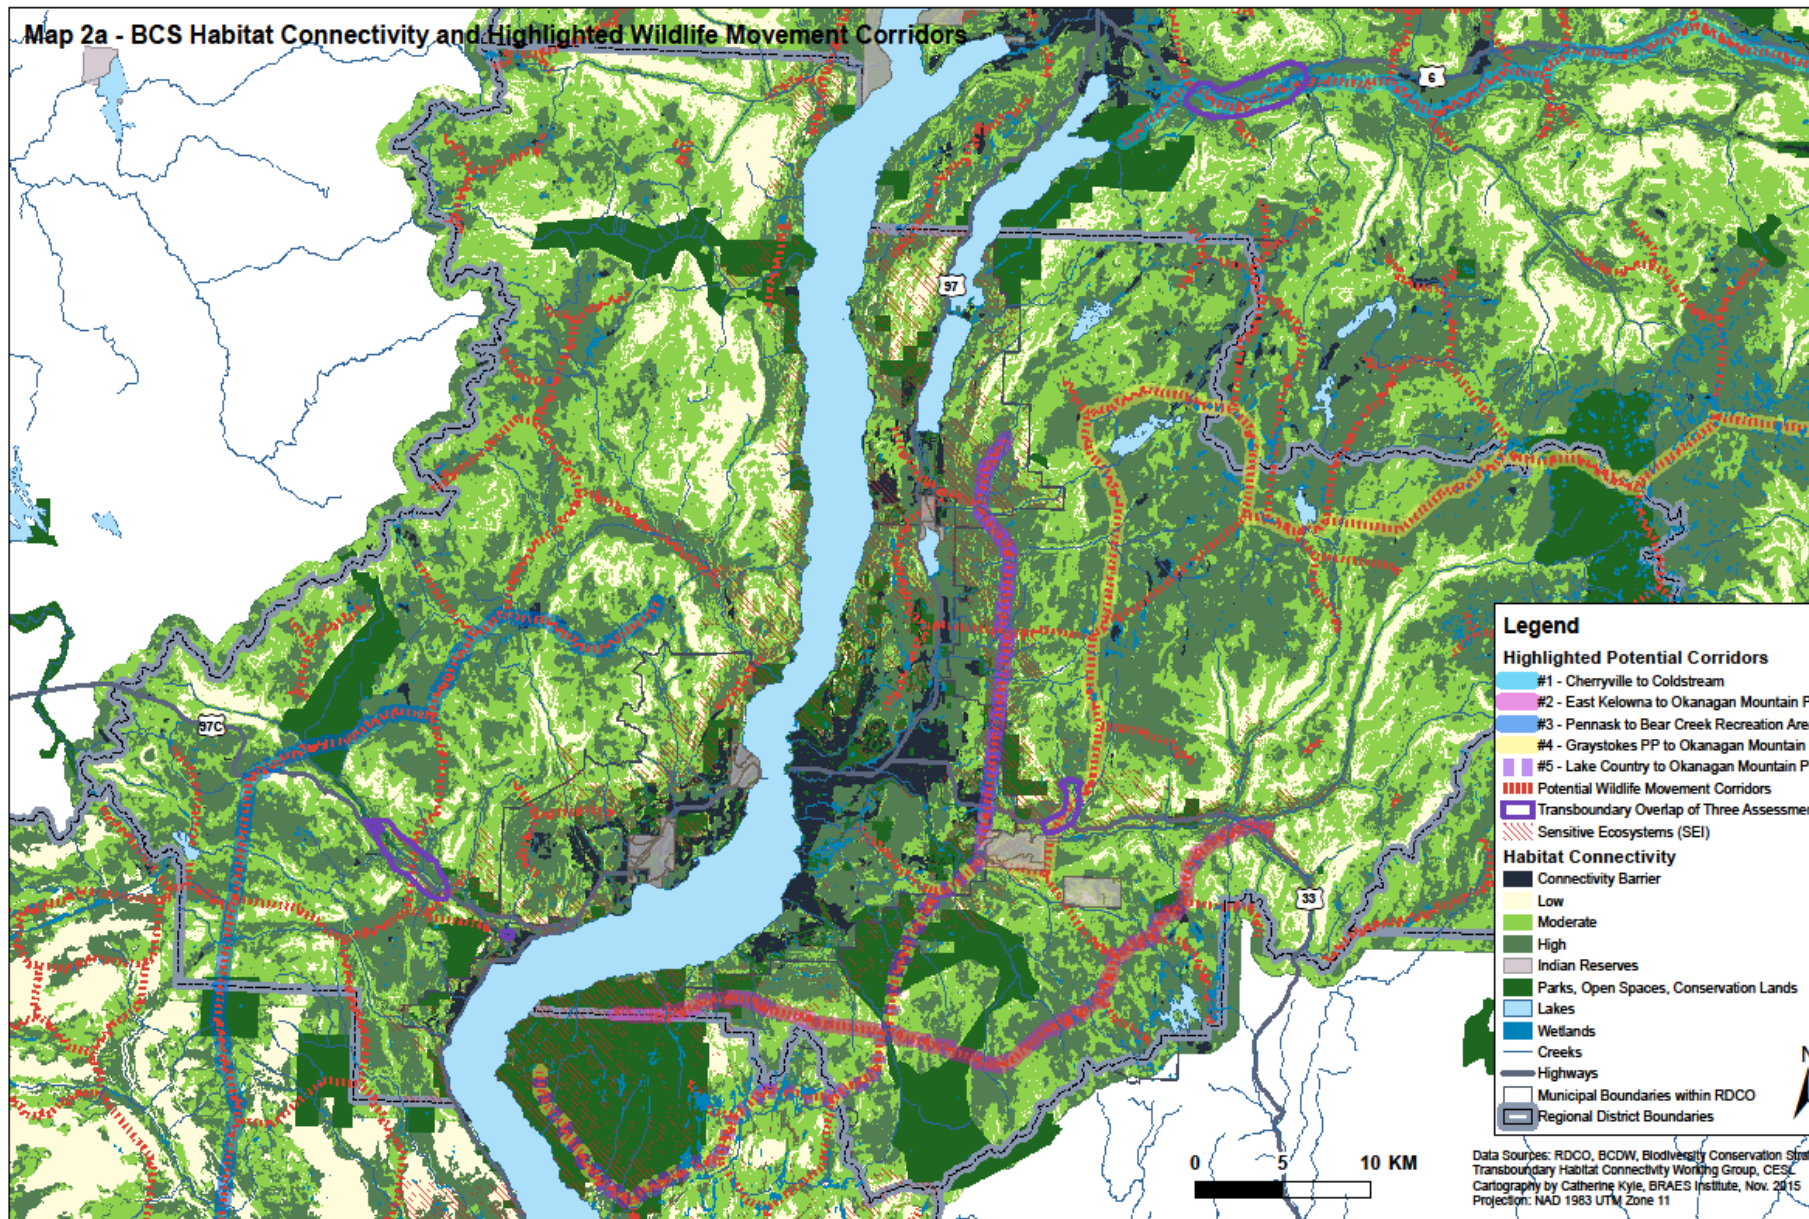 Map 2a - BCS Habitat Connectivity and Highlighted Wildlife Movement Corridors
6
97
97C
33
Legend
Highlighted Potential Corridors
#1 - Cherryville to Coldstream
#2 - East Kelowna to Okanagan Mountain P
#3 - Pennask to Bear Creek Recreation Are
#4 - Graystokes PP to Okanagan Mountain
#5 - Lake Country to Okanagan Mountain P
Potential Wildlife Movement Corridors
Transboundary Overlap of Three Assessmen
Sensitive Ecosystems (SEI)
Habitat Connectivity
Connectivity Barrier
Low
Moderate
High
Indian Reserves
Parks, Open Spaces, Conservation Lands
Lakes
Wetlands
Creeks
Highways
Municipal Boundaries within RDCO
Regional District Boundaries
N
0 5 10 KM
Data Sources: RDCO, BCDW, Biodiversity Conservation Strat
Transboundary Habitat Connectivity Working Group, CESL
Cartography by Catherine Kyle, BRAES Institute, Nov. 2015
Projection: NAD 1983 UTM Zone 11